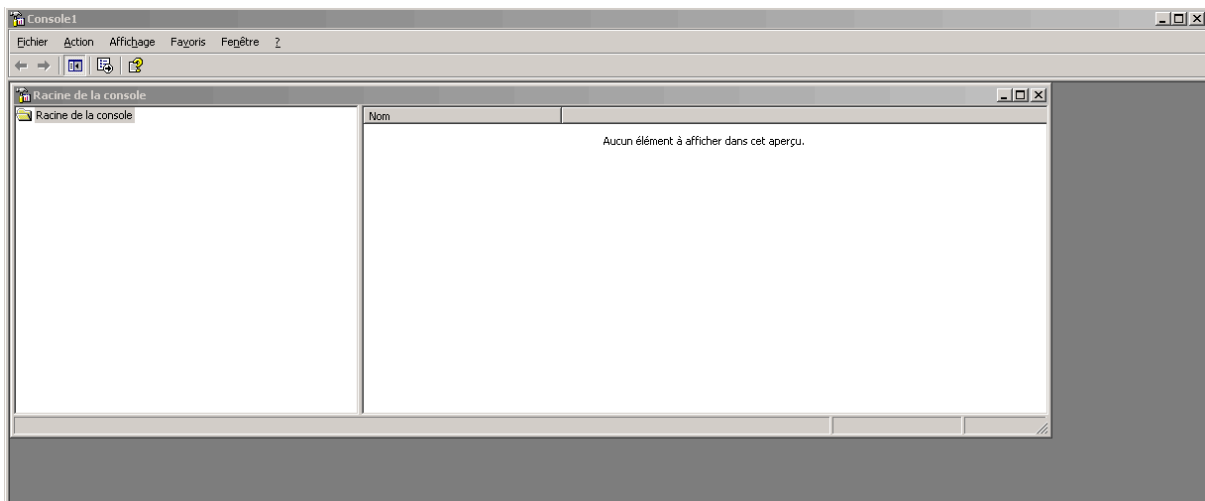 Console1
Fichier Action Affichage Favoris Fenêtre ?
Racine de la console
Racine de la console
Nom
Aucun élément à afficher dans cet aperçu.